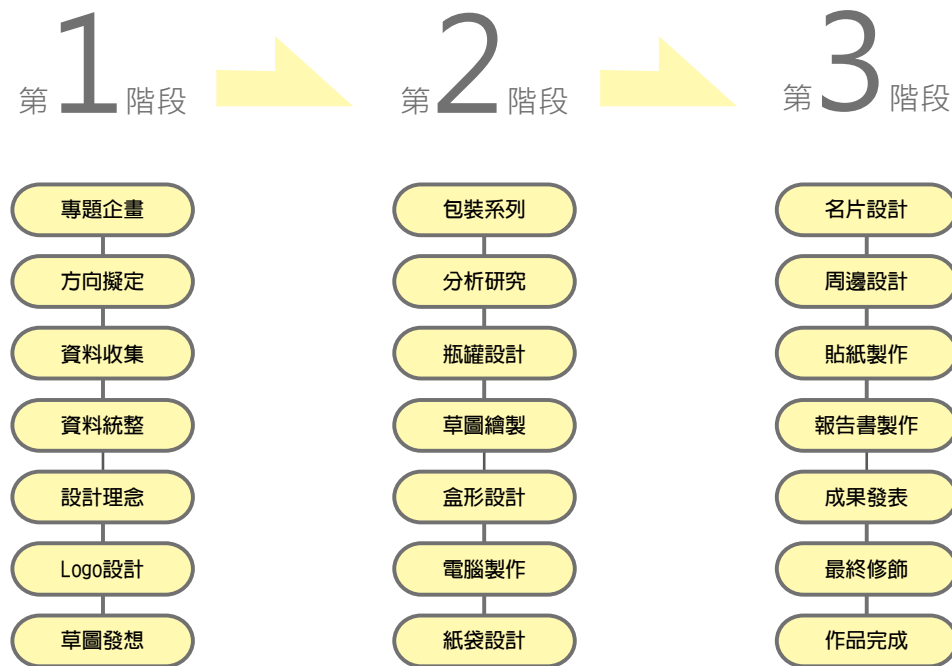 第1階段
專題企畫
方向擬定
資料收集
資料統整
設計理念
Logo設計
草圖發想
第2階段
包裝系列
分析研究
瓶罐設計
草圖繪製
盒形設計
電腦製作
紙袋設計
第3階段
名片設計
周邊設計
貼紙製作
報告書製作
成果發表
最終修飾
作品完成